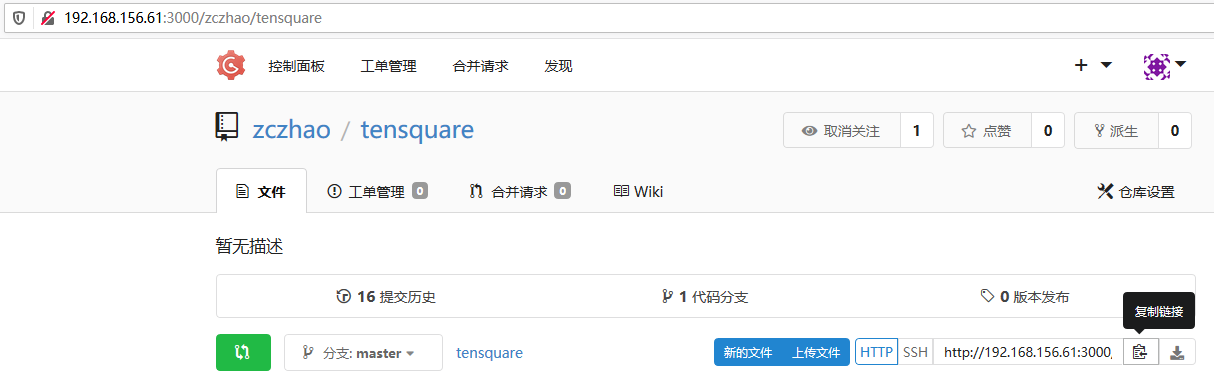 192.168.156.61:3000/zczhao/tensquare
控制面板 工单管理 合并请求 发现
zczhao / tensquare 取消关注 1 点赞 0 派生 0
文件 工单管理 0 合并请求 0 Wiki 仓库设置
暂无描述
16 提交历史 1 代码分支 0 版本发布
复制链接
分支: master tensquare 新的文件 上传文件 HTTP SSH http://192.168.156.61:3000